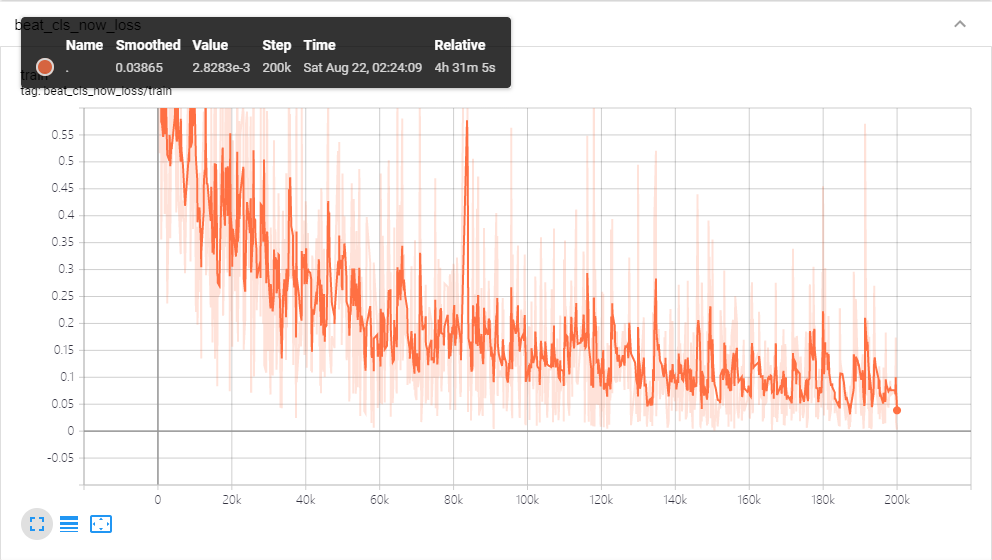 beat_cls_now_loss
Name Smoothed Value Step Time Relative
. 0.03865 2.8283e-3 200k Sat Aug 22, 02:24:09 4h 31m 5s
train
tag: beat_cls_now_loss/train
0.55
0.5
0.45
0.4
0.35
0.3
0.25
0.2
0.15
0.1
0.05
0
-0.05
0 20k 40k 60k 80k 100k 120k 140k 160k 180k 200k